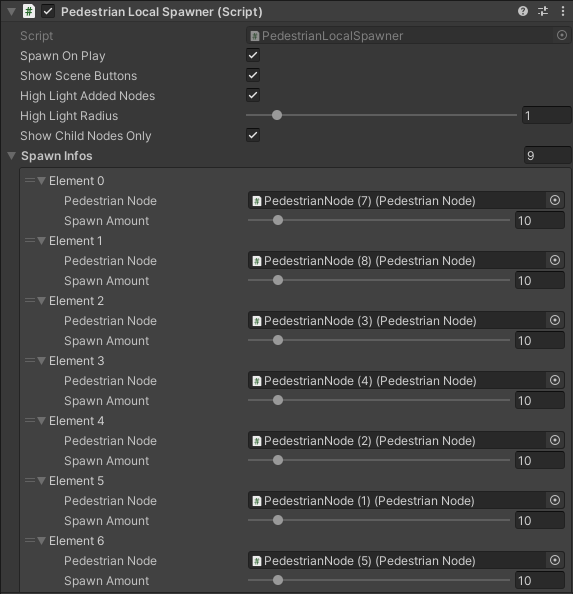 Pedestrian Local Spawner (Script)
Script PedestrianLocalSpawner
Spawn On Play
Show Scene Buttons
High Light Added Nodes
High Light Radius 1
Show Child Nodes Only
Spawn Infos 9
Element 0
Pedestrian Node PedestrianNode (7) (Pedestrian Node)
Spawn Amount 10
Element 1
Pedestrian Node PedestrianNode (8) (Pedestrian Node)
Spawn Amount 10
Element 2
Pedestrian Node PedestrianNode (3) (Pedestrian Node)
Spawn Amount 10
Element 3
Pedestrian Node PedestrianNode (4) (Pedestrian Node)
Spawn Amount 10
Element 4
Pedestrian Node PedestrianNode (2) (Pedestrian Node)
Spawn Amount 10
Element 5
Pedestrian Node PedestrianNode (1) (Pedestrian Node)
Spawn Amount 10
Element 6
Pedestrian Node PedestrianNode (5) (Pedestrian Node)
Spawn Amount 10